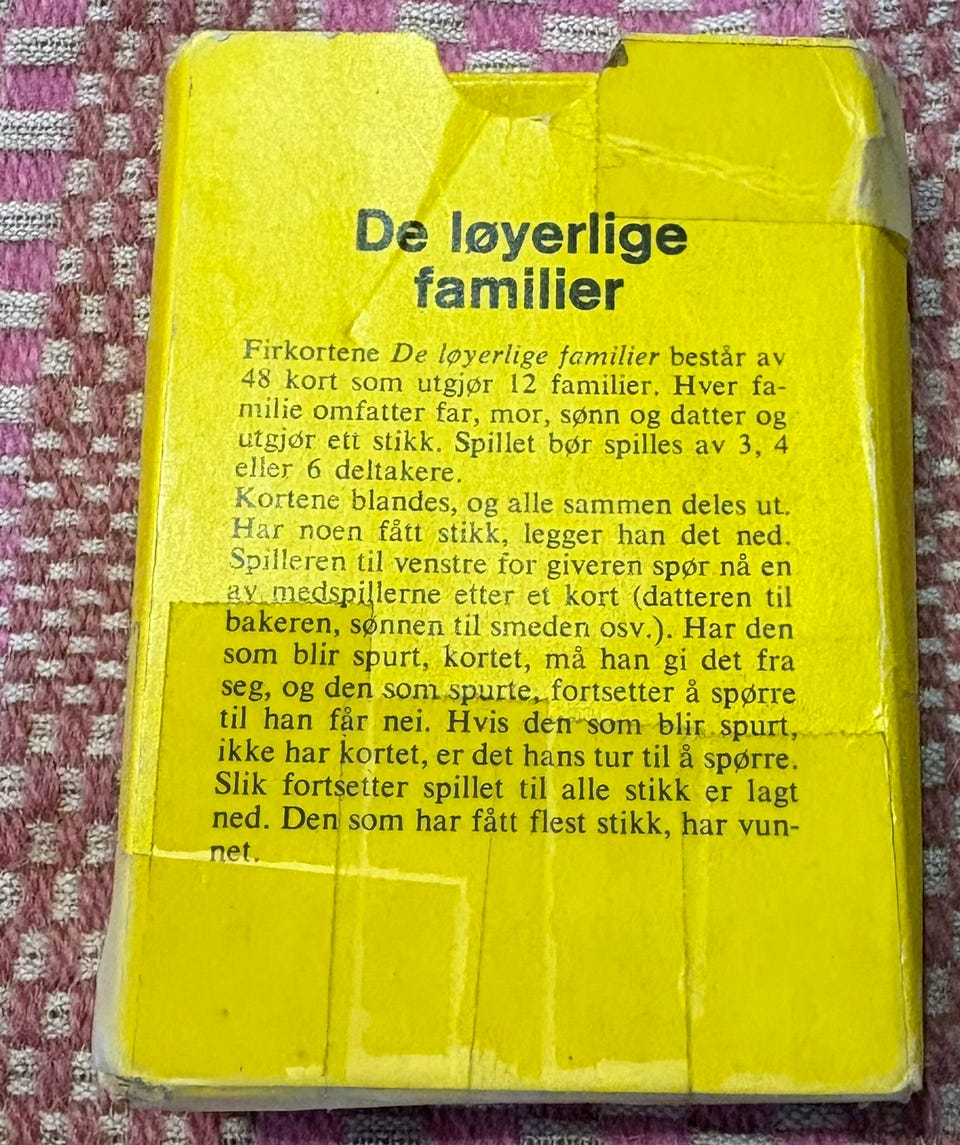 De løyerlige
familier
Firkortene De løyerlige familier består av
48 kort som utgjør 12 familier. Hver fa-
milie omfatter far, mor, sønn og datter og
utgjør ett stikk. Spillet bør spilles av 3, 4
eller 6 deltakere.
Kortene blandes, og alle sammen deles ut.
Har noen fått stikk, legger han det ned.
Spilleren til venstre for giveren spør nå en
av medspillerne etter et kort (datteren til
bakeren, sønnen til smeden osv.). Har den
som blir spurt, kortet, må han gi det fra
seg, og den som spurte, fortsetter å spørre
til han får nei. Hvis den som blir spurt,
ikke har kortet, er det hans tur til å spørre.
Slik fortsetter spillet til alle stikk er lagt
ned. Den som har fått flest stikk, har vun-
net.